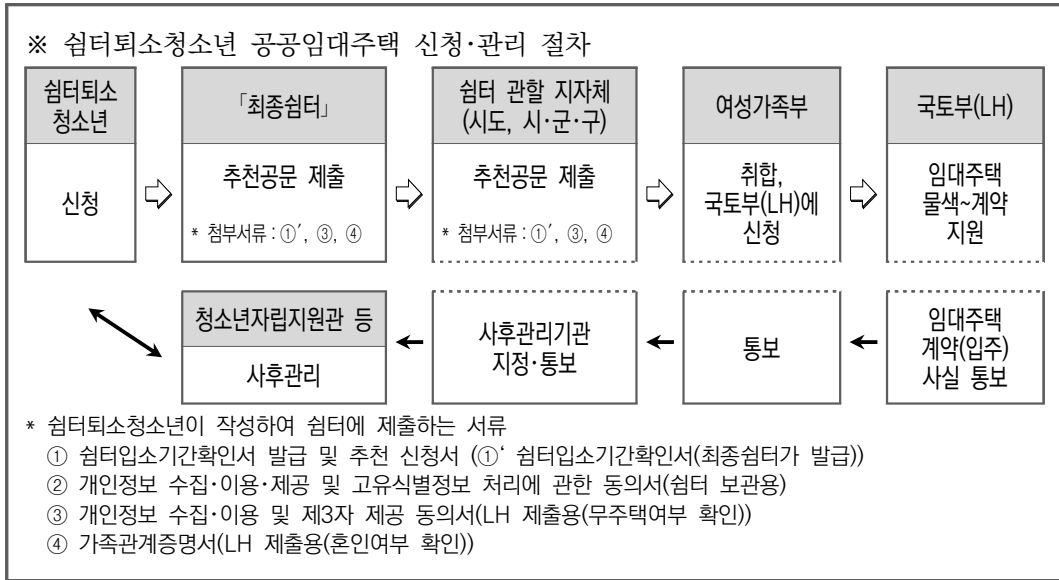 ※ 쉼터퇴소청소년 공공임대주택 신청·관리 절차
쉼터퇴소
청소년
신청
「최종쉼터」
추천공문 제출
* 첨부서류 : ①′, ③, ④
쉼터 관할 지자체
(시도, 시·군·구)
추천공문 제출
* 첨부서류 : ①′, ③, ④
여성가족부
취합,
국토부(LH)에
신청
국토부(LH)
임대주택
물색~계약
지원
청소년자립지원관 등
사후관리
사후관리기관
지정·통보
통보
임대주택
계약(입주)
사실 통보
* 쉼터퇴소청소년이 작성하여 쉼터에 제출하는 서류
① 쉼터입소기간확인서 발급 및 추천 신청서 (①‘ 쉼터입소기간확인서(최종쉼터가 발급))
② 개인정보 수집·이용·제공 및 고유식별정보 처리에 관한 동의서(쉼터 보관용)
③ 개인정보 수집·이용 및 제3자 제공 동의서(LH 제출용(무주택여부 확인))
④ 가족관계증명서(LH 제출용(혼인여부 확인))